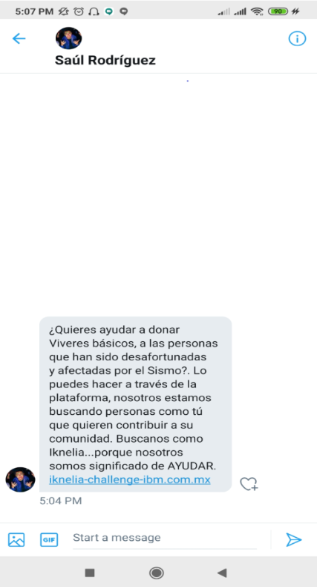 5:07 PM
90
Saúl Rodríguez
¿Quieres ayudar a donar
Viveres básicos, a las personas
que han sido desafortunadas
y afectadas por el Sismo?. Lo
puedes hacer a través de la
plataforma, nosotros estamos
buscando personas como tú
que quieren contribuir a su
comunidad. Buscanos como
Iknelia...porque nosotros
somos significado de AYUDAR.
iknelia-challenge-ibm.com.mx
5:04 PM
GIF
Start a message